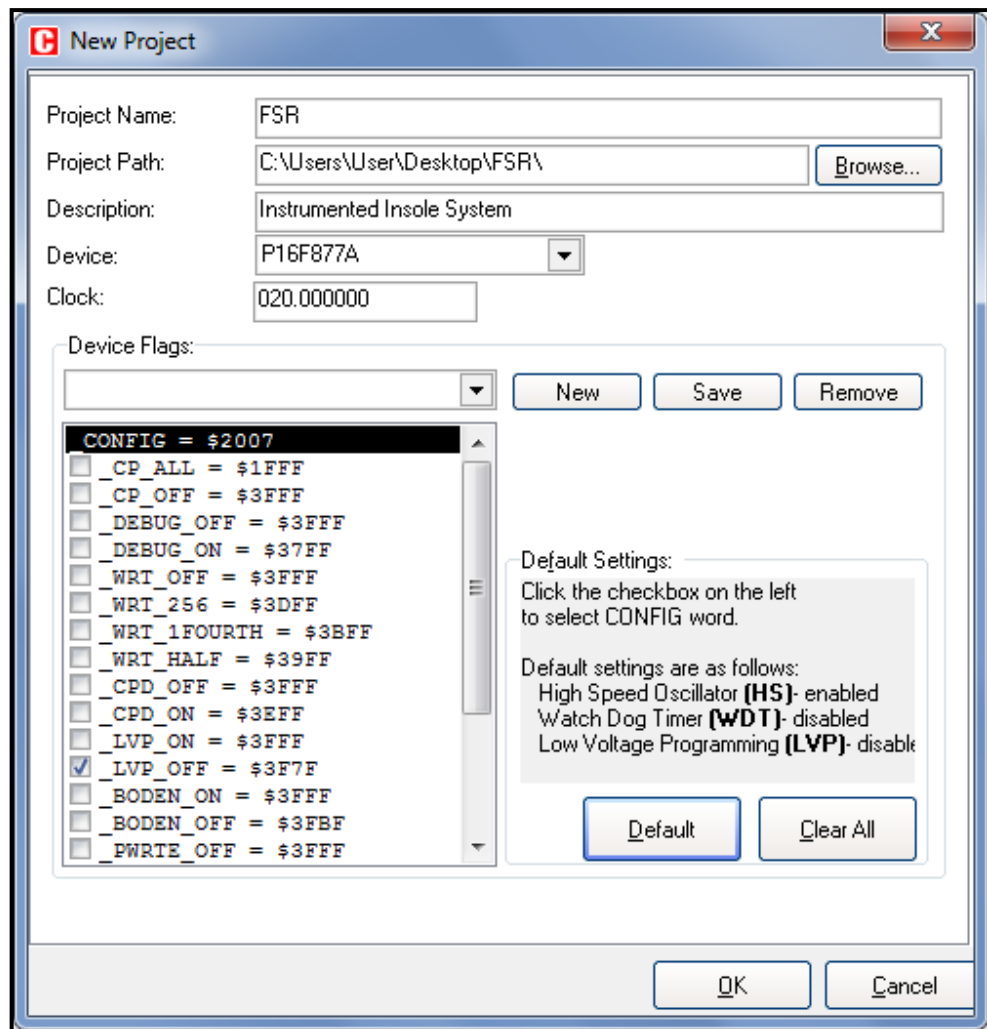 C New Project
X
Project Name: FSR
Project Path: C:\Users\User\Desktop\FSR\ Browse...
Description: Instrumented Insole System
Device: P16F877A
Clock: 020.000000
Device Flags:
New Save Remove
_CONFIG = $2007
_CP_ALL = $1FFF
_CP_OFF = $3FFF
_DEBUG_OFF = $3FFF
_DEBUG_ON = $37FF
_WRT_OFF = $3FFF
_WRT_256 = $3DFF
_WRT_1FOURTH = $3BFF
_WRT_HALF = $39FF
_CPD_OFF = $3FFF
_CPD_ON = $3EFF
_LVP_ON = $3FFF
_LVP_OFF = $3F7F
_BODEN_ON = $3FFF
_BODEN_OFF = $3FBF
_PWRTE_OFF = $3FFF
Default Settings:
Click the checkbox on the left
to select CONFIG word.
Default settings are as follows:
High Speed Oscillator (HS)- enabled
Watch Dog Timer (WDT)- disabled
Low Voltage Programming (LVP)- disable
Default Clear All
OK Cancel